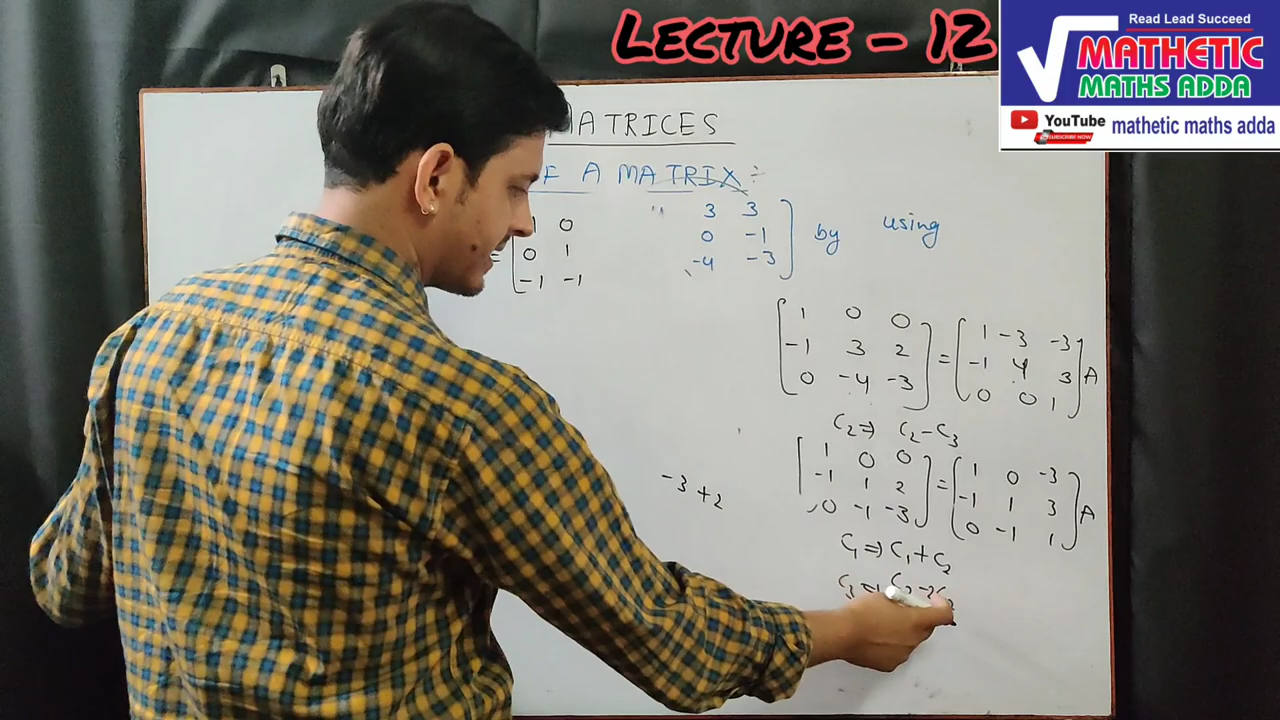 LECTURE - 12
Read Lead Succeed
MATHETIC
MATHS ADDA
YouTube
SUBSCRIBE NOW
mathetic maths adda
ATRICES
F A MATRIX :-
1 0
= 0 1
-1 -1
3 3
0 -1
-4 -3
by using
1 0 0 1 -3 -3
-1 3 2 = -1 4 3 A
0 -4 -3 0 0 1
C2 ⇒ C2 - C3
1 0 0 1 0 -3
-1 1 2 = -1 1 3 A
0 -1 -3 0 -1 1
-3 + 2
C1 ⇒ C1 + C2